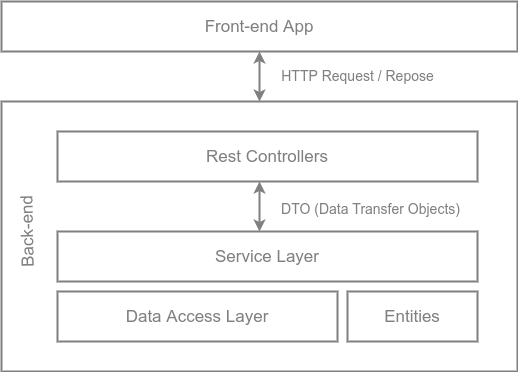 Front-end App
HTTP Request / Repose
Back-end
Rest Controllers
DTO (Data Transfer Objects)
Service Layer
Data Access Layer
Entities